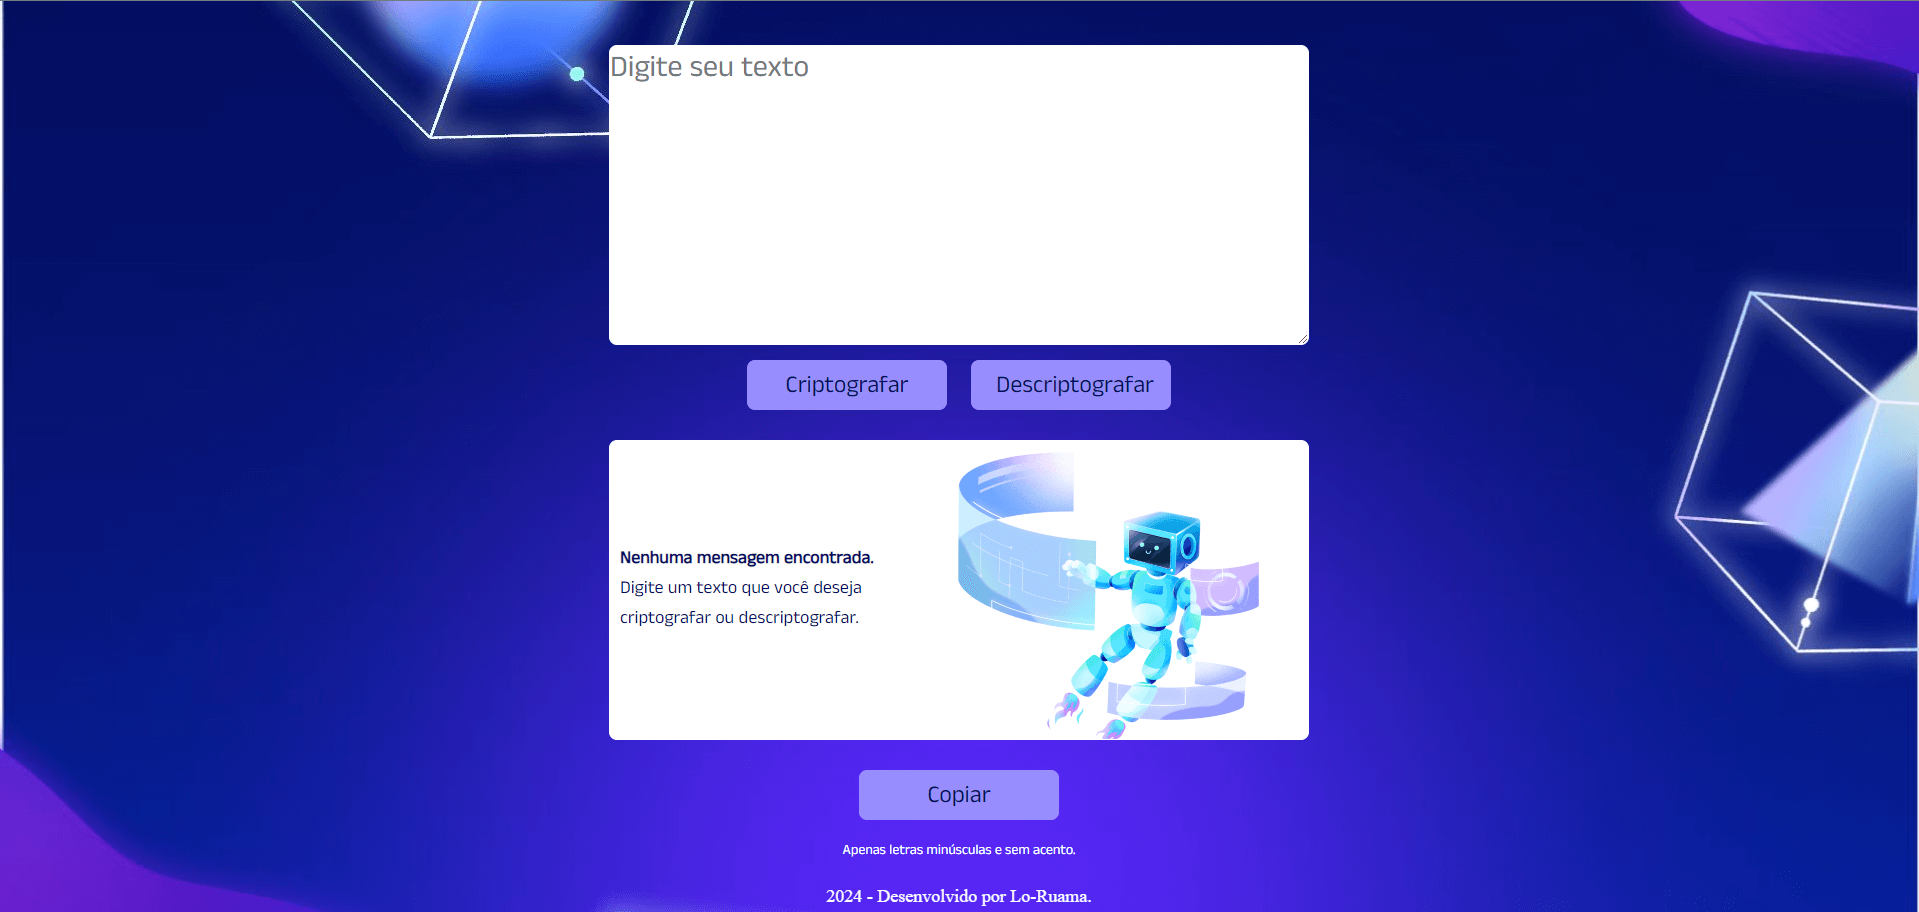 Digite seu texto
Criptografar
Descriptografar
Nenhuma mensagem encontrada.
Digite um texto que você deseja
criptografar ou descriptografar.
Copiar
Apenas letras minúsculas e sem acento.
2024 - Desenvolvido por Lo-Ruama.